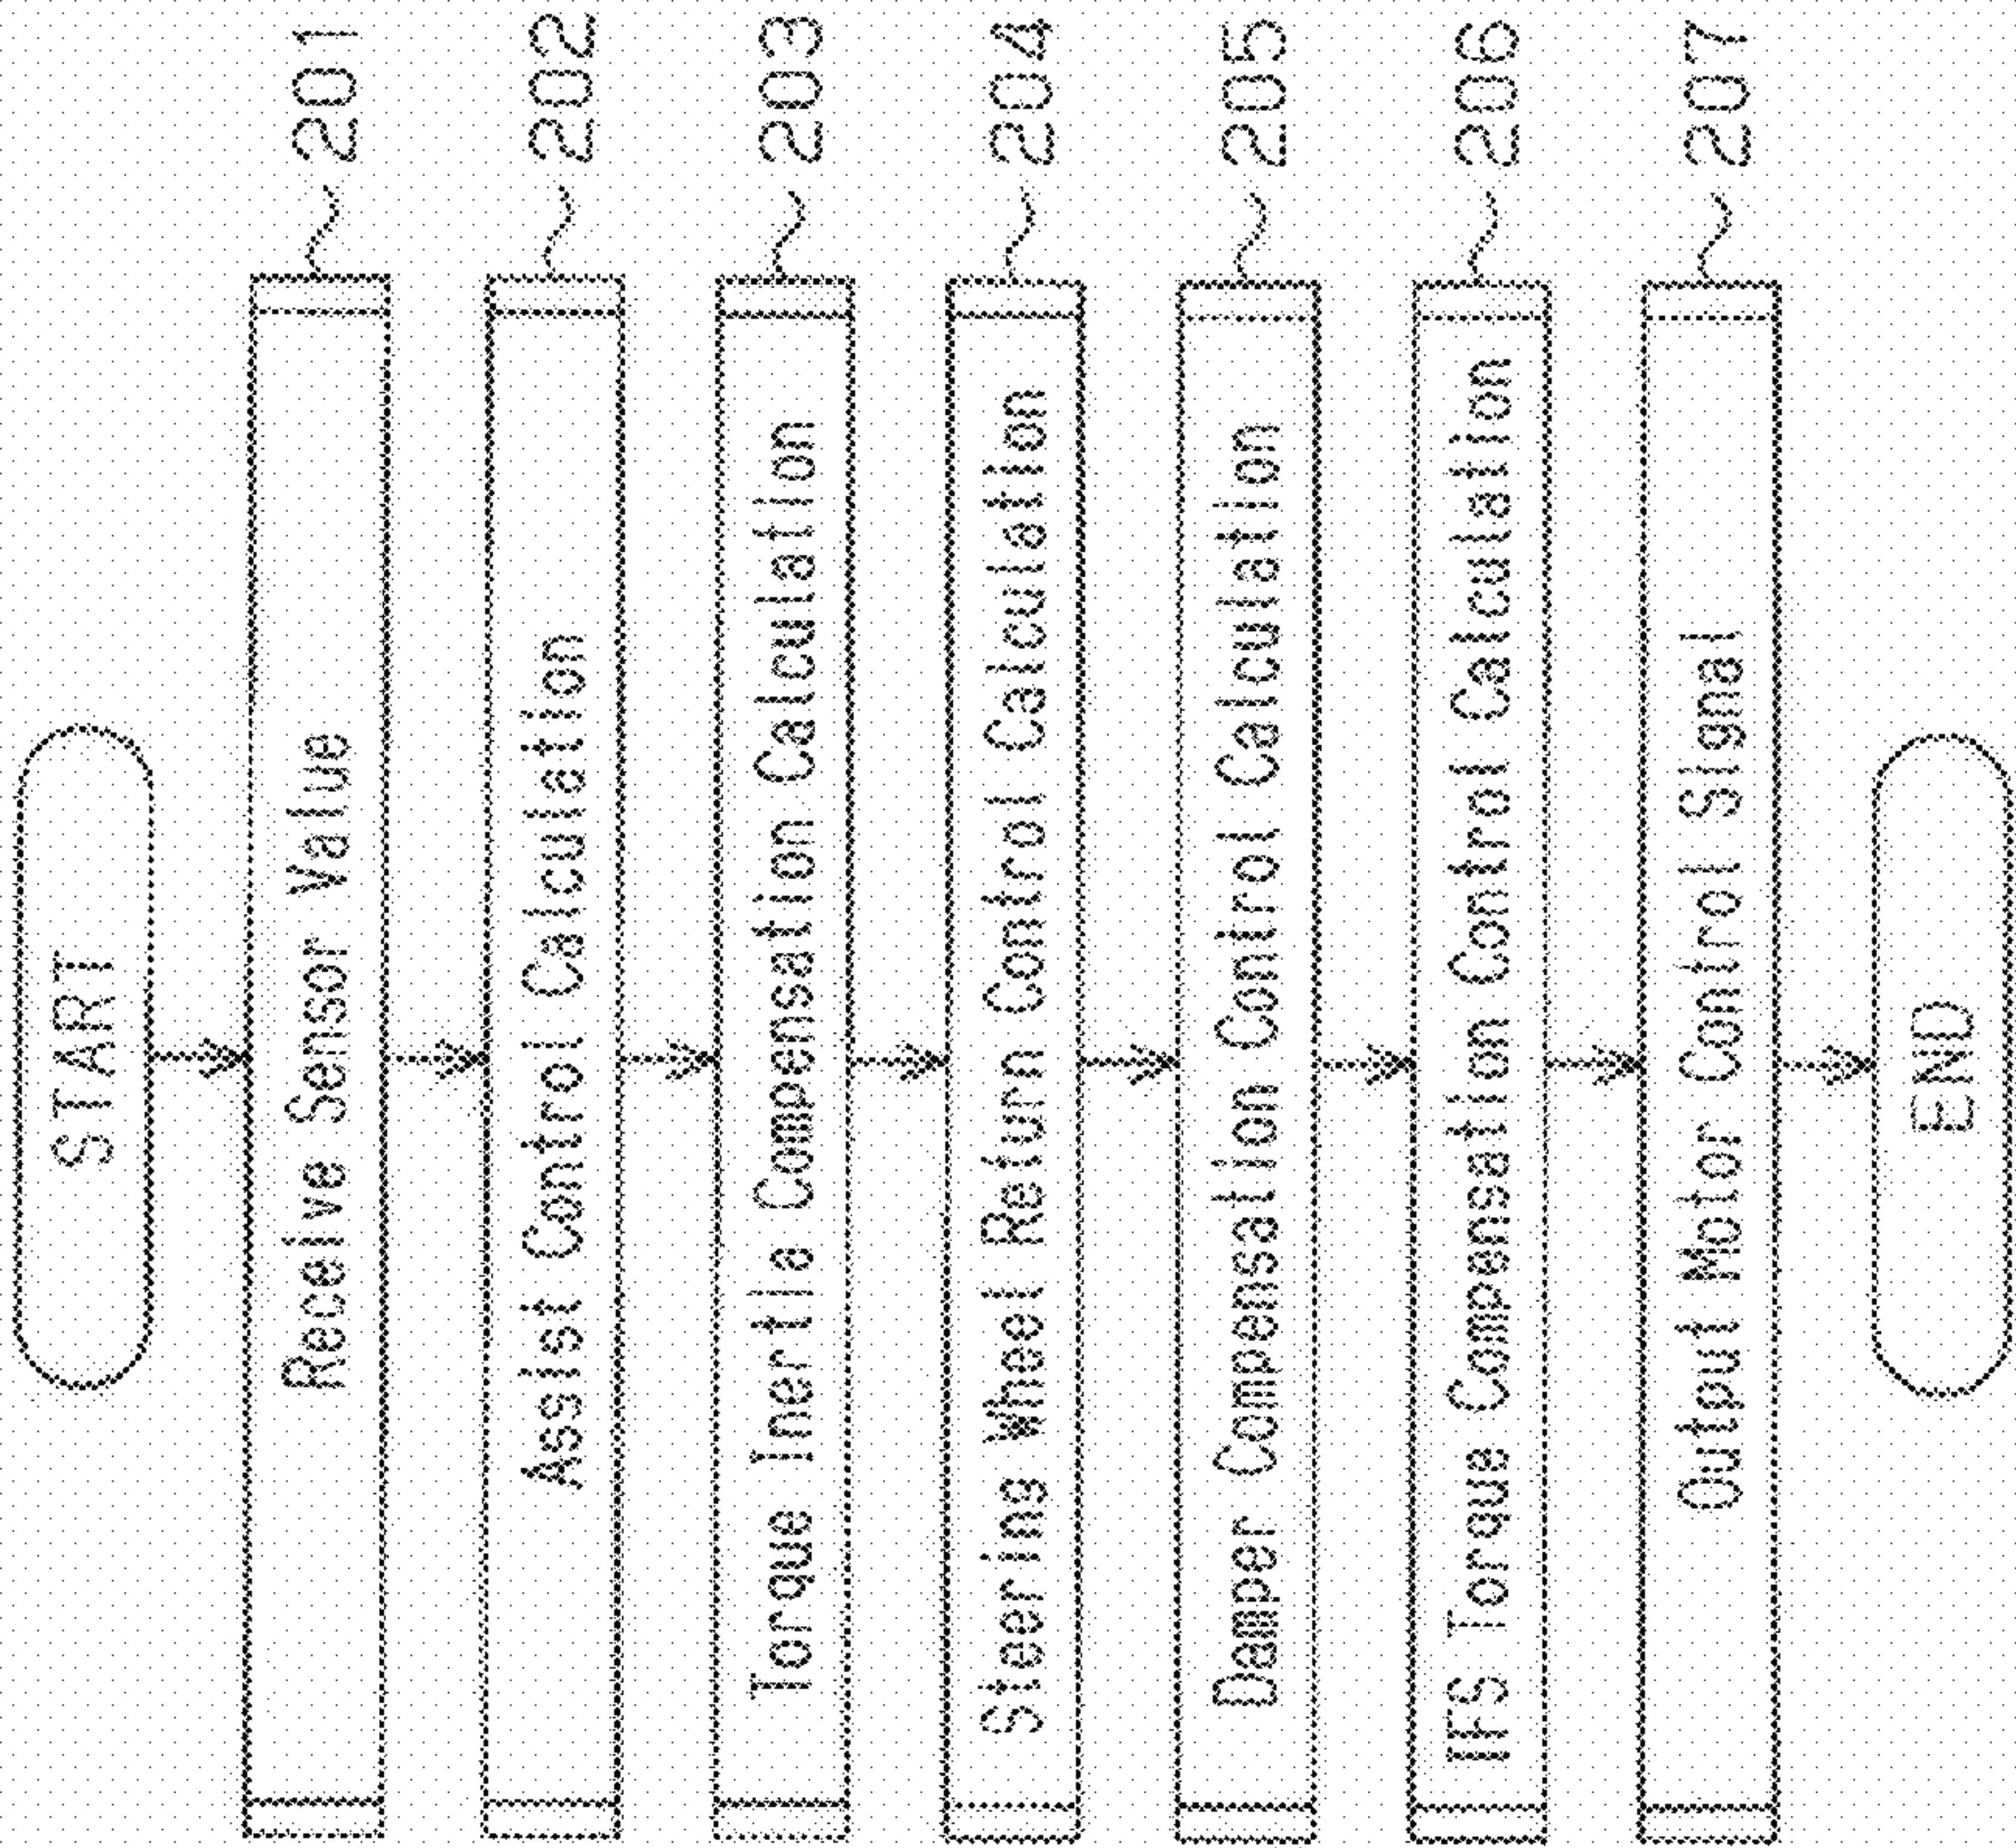 START
Receive Sensor Value 201
Assist Control Calculation 202
Torque Inertia Compensation Calculation 203
Steering Wheel Return Control Calculation 204
Damper Compensation Control Calculation 205
IFS Torque Compensation Control Calculation 206
Output Motor Control Signal 207
END